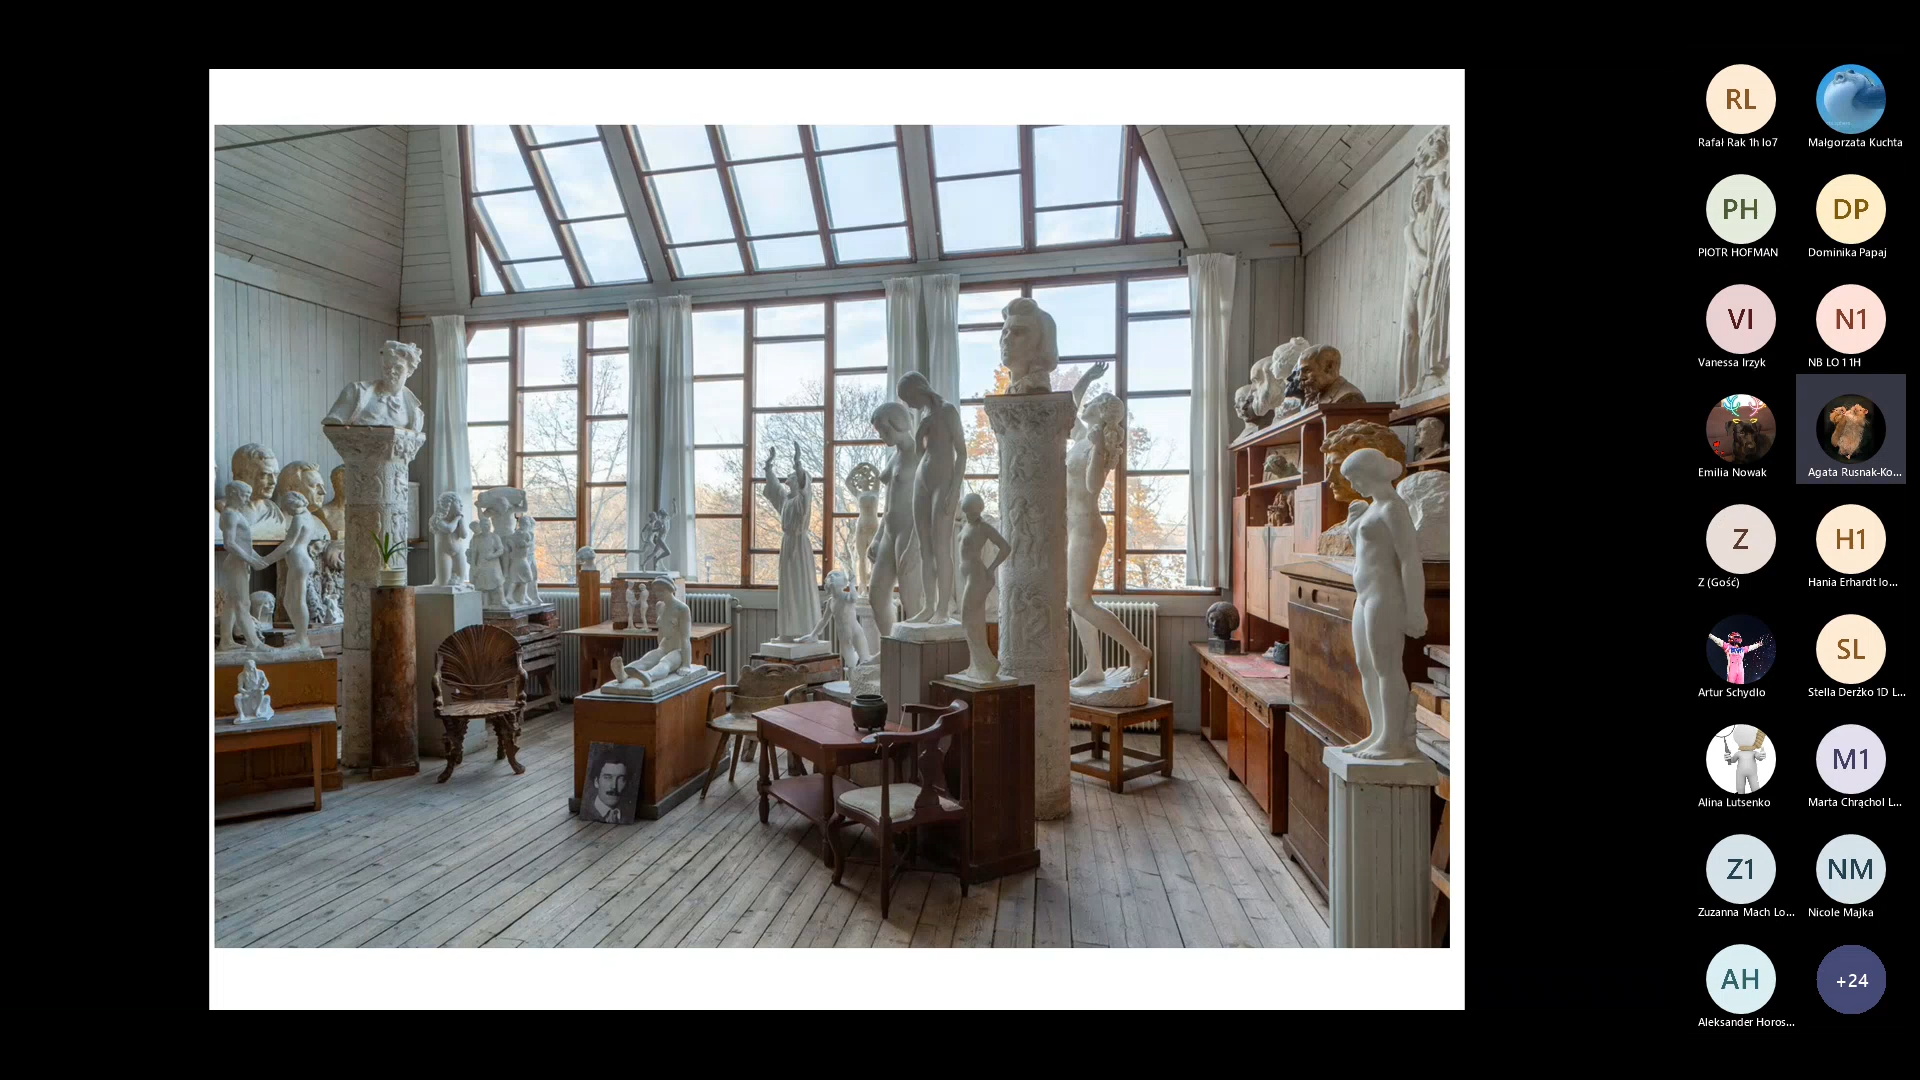 RL
Rafał Rak 1h lo7
Małgorzata Kuchta
PH
PIOTR HOFMAN
DP
Dominika Papaj
VI
Vanessa Irzyk
N1
NB LO 1 1H
Emilia Nowak
Agata Rusnak-Ko...
Z
Z (Gość)
H1
Hania Erhardt lo...
Artur Schydlo
SL
Stella Derżko 1D L...
Alina Lutsenko
M1
Marta Chrąchol L...
Z1
Zuzanna Mach Lo...
NM
Nicole Majka
AH
Aleksander Horos...
+24